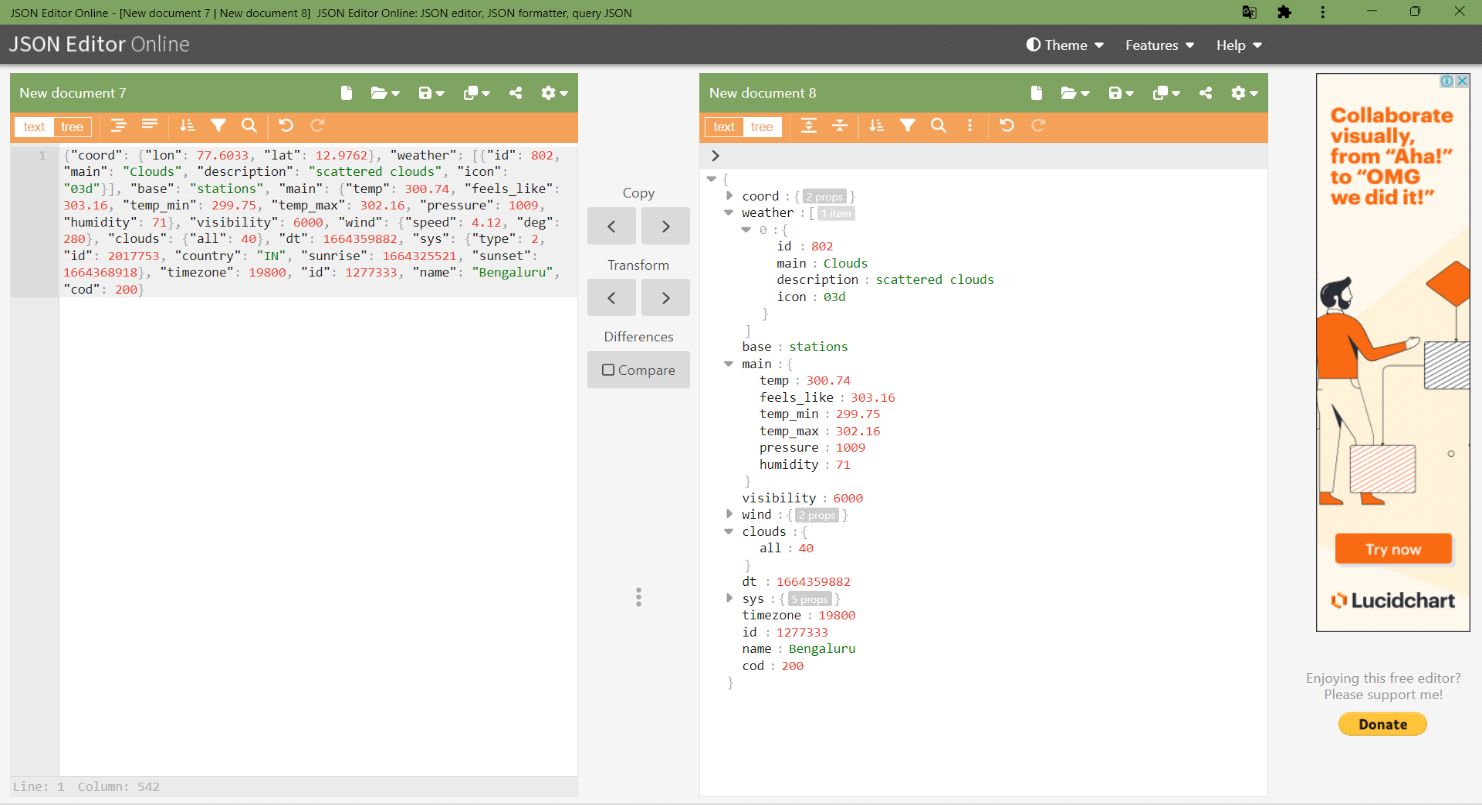 JSON Editor Online - [New document 7 | New document 8]  JSON Editor Online: JSON editor, JSON formatter, query JSON
JSON Editor Online
Theme
Features
Help
New document 7
text tree
1
{"coord": {"lon": 77.6033, "lat": 12.9762}, "weather": [{"id": 802,
"main": "Clouds", "description": "scattered clouds", "icon":
"03d"}], "base": "stations", "main": {"temp": 300.74, "feels_like":
303.16, "temp_min": 299.75, "temp_max": 302.16, "pressure": 1009,
"humidity": 71}, "visibility": 6000, "wind": {"speed": 4.12, "deg":
280}, "clouds": {"all": 40}, "dt": 1664359882, "sys": {"type": 2,
"id": 2017753, "country": "IN", "sunrise": 1664325521, "sunset":
1664368918}, "timezone": 19800, "id": 1277333, "name": "Bengaluru",
"cod": 200}
Line: 1  Column: 542
Copy
Transform
Differences
Compare
New document 8
text tree
{
coord : { 2 props }
weather : [ 1 item
0 : {
id : 802
main : Clouds
description : scattered clouds
icon : 03d
}
]
base : stations
main : {
temp : 300.74
feels_like : 303.16
temp_min : 299.75
temp_max : 302.16
pressure : 1009
humidity : 71
}
visibility : 6000
wind : { 2 props }
clouds : {
all : 40
}
dt : 1664359882
sys : { 5 props }
timezone : 19800
id : 1277333
name : Bengaluru
cod : 200
}
Collaborate
visually,
from “Aha!”
to “OMG
we did it!”
Try now
Lucidchart
Enjoying this free editor?
Please support me!
Donate